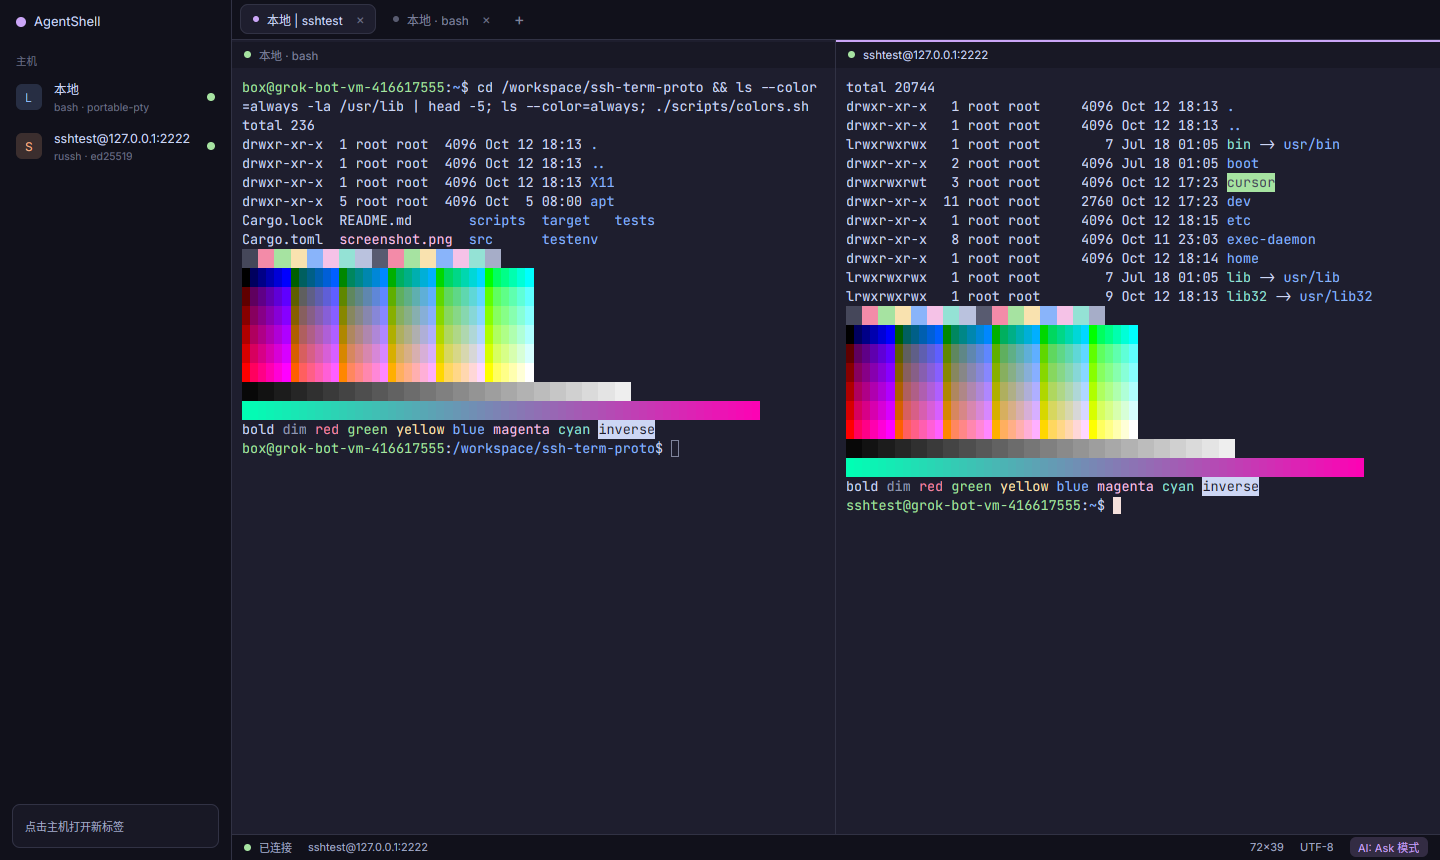 AgentShell
主机
L
本地
bash · portable-pty
S
sshtest@127.0.0.1:2222
russh · ed25519
点击主机打开新标签
本地 | sshtest ×
本地 · bash ×
+
本地 · bash
box@grok-bot-vm-416617555:~$ cd /workspace/ssh-term-proto && ls --color
=always -la /usr/lib | head -5; ls --color=always; ./scripts/colors.sh
total 236
drwxr-xr-x  1 root root  4096 Oct 12 18:13 .
drwxr-xr-x  1 root root  4096 Oct 12 18:13 ..
drwxr-xr-x  1 root root  4096 Oct 12 18:13 X11
drwxr-xr-x  5 root root  4096 Oct  5 08:00 apt
Cargo.lock  README.md       scripts  target   tests
Cargo.toml  screenshot.png  src      testenv
bold dim red green yellow blue magenta cyan inverse
box@grok-bot-vm-416617555:/workspace/ssh-term-proto$
sshtest@127.0.0.1:2222
total 20744
drwxr-xr-x   1 root root     4096 Oct 12 18:13 .
drwxr-xr-x   1 root root     4096 Oct 12 18:13 ..
lrwxrwxrwx   1 root root        7 Jul 18 01:05 bin -> usr/bin
drwxr-xr-x   2 root root     4096 Jul 18 01:05 boot
drwxrwxrwt   3 root root     4096 Oct 12 17:23 cursor
drwxr-xr-x  11 root root     2760 Oct 12 17:23 dev
drwxr-xr-x   1 root root     4096 Oct 12 18:15 etc
drwxr-xr-x   8 root root     4096 Oct 11 23:03 exec-daemon
drwxr-xr-x   1 root root     4096 Oct 12 18:14 home
lrwxrwxrwx   1 root root        7 Jul 18 01:05 lib -> usr/lib
lrwxrwxrwx   1 root root        9 Oct 12 18:13 lib32 -> usr/lib32
bold dim red green yellow blue magenta cyan inverse
sshtest@grok-bot-vm-416617555:~$
已连接
sshtest@127.0.0.1:2222
72×39
UTF-8
AI: Ask 模式